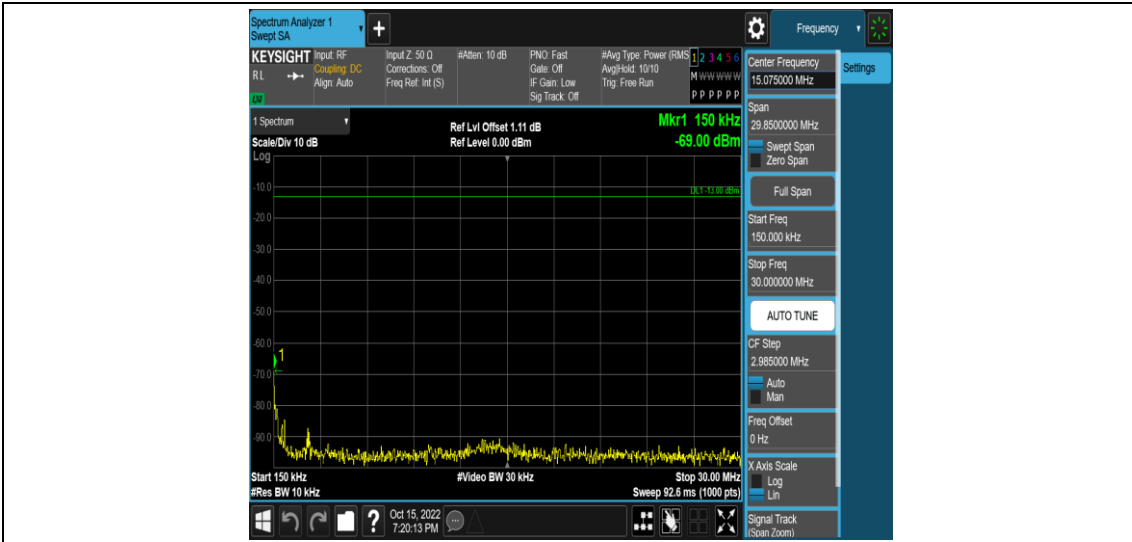 Spectrum Analyzer 1
Swept SA
+
Frequency
KEYSIGHT
RL
LXI
Input: RF
Coupling: DC
Align: Auto
Input Z: 50 Ω
Corrections: Off
Freq Ref: Int (S)
#Atten: 10 dB
PNO: Fast
Gate: Off
IF Gain: Low
Sig Track: Off
#Avg Type: Power (RMS
Avg|Hold: 10/10
Trig: Free Run
1 2 3 4 5 6
M W W W W W
P P P P P P
Center Frequency
15.075000 MHz
Settings
Span
29.8500000 MHz
Swept Span
Zero Span
Full Span
Start Freq
150.000 kHz
Stop Freq
30.000000 MHz
AUTO TUNE
CF Step
2.985000 MHz
Auto
Man
Freq Offset
0 Hz
X Axis Scale
Log
Lin
Signal Track
(Span Zoom)
1 Spectrum
Scale/Div 10 dB
Log
Ref Lvl Offset 1.11 dB
Ref Level 0.00 dBm
Mkr1 150 kHz
-69.00 dBm
DL1 -13.00 dBm
-10.0
-20.0
-30.0
-40.0
-50.0
-60.0
-70.0
-80.0
-90.0
1
Start 150 kHz
#Res BW 10 kHz
#Video BW 30 kHz
Stop 30.00 MHz
Sweep 92.6 ms (1000 pts)
?
Oct 15, 2022
7:20:13 PM